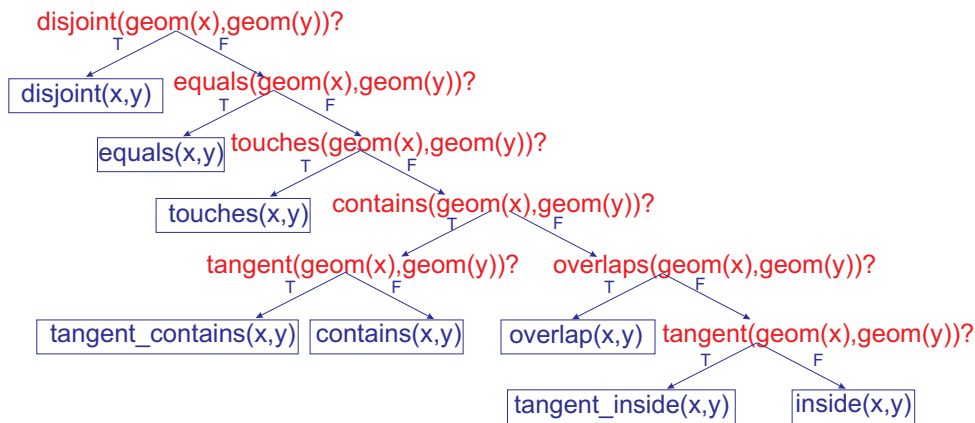 disjoint(geom(x),geom(y))?
T F
disjoint(x,y)
equals(geom(x),geom(y))?
T F
equals(x,y)
touches(geom(x),geom(y))?
T F
touches(x,y)
contains(geom(x),geom(y))?
T F
tangent(geom(x),geom(y))?
overlaps(geom(x),geom(y))?
T F
T F
tangent_contains(x,y)
contains(x,y)
overlap(x,y)
tangent(geom(x),geom(y))?
T F
tangent_inside(x,y)
inside(x,y)